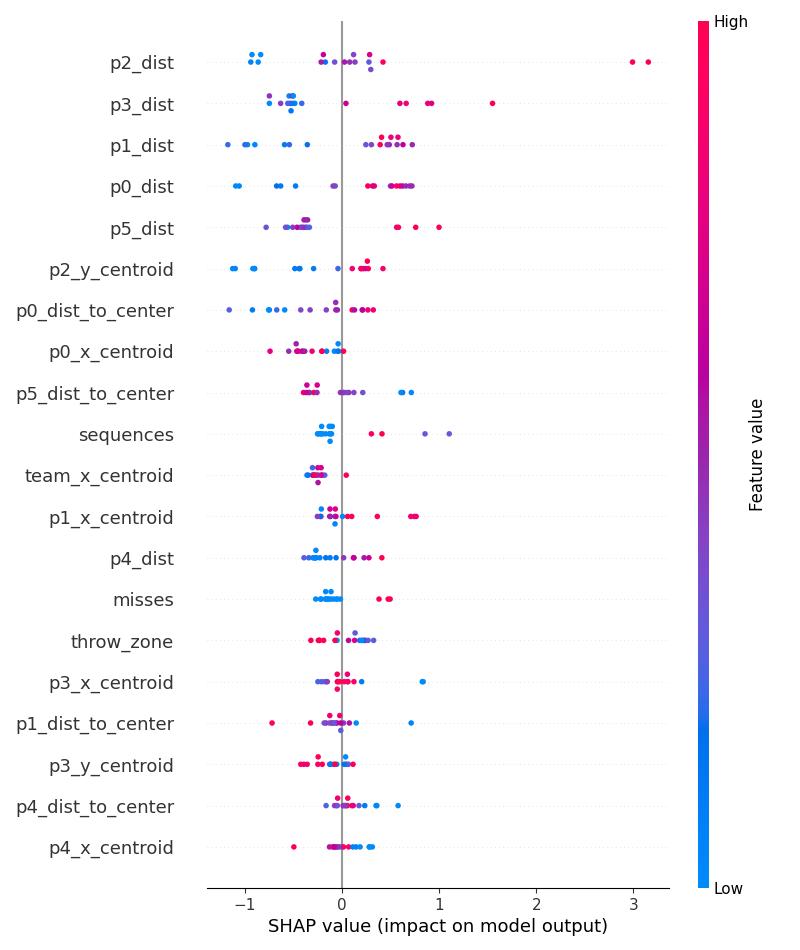 High
p2_dist
p3_dist
p1_dist
p0_dist
p5_dist
p2_y_centroid
p0_dist_to_center
p0_x_centroid
p5_dist_to_center
sequences
team_x_centroid
p1_x_centroid
p4_dist
misses
throw_zone
p3_x_centroid
p1_dist_to_center
p3_y_centroid
p4_dist_to_center
p4_x_centroid
Feature value
Low
−1 0 1 2 3
SHAP value (impact on model output)